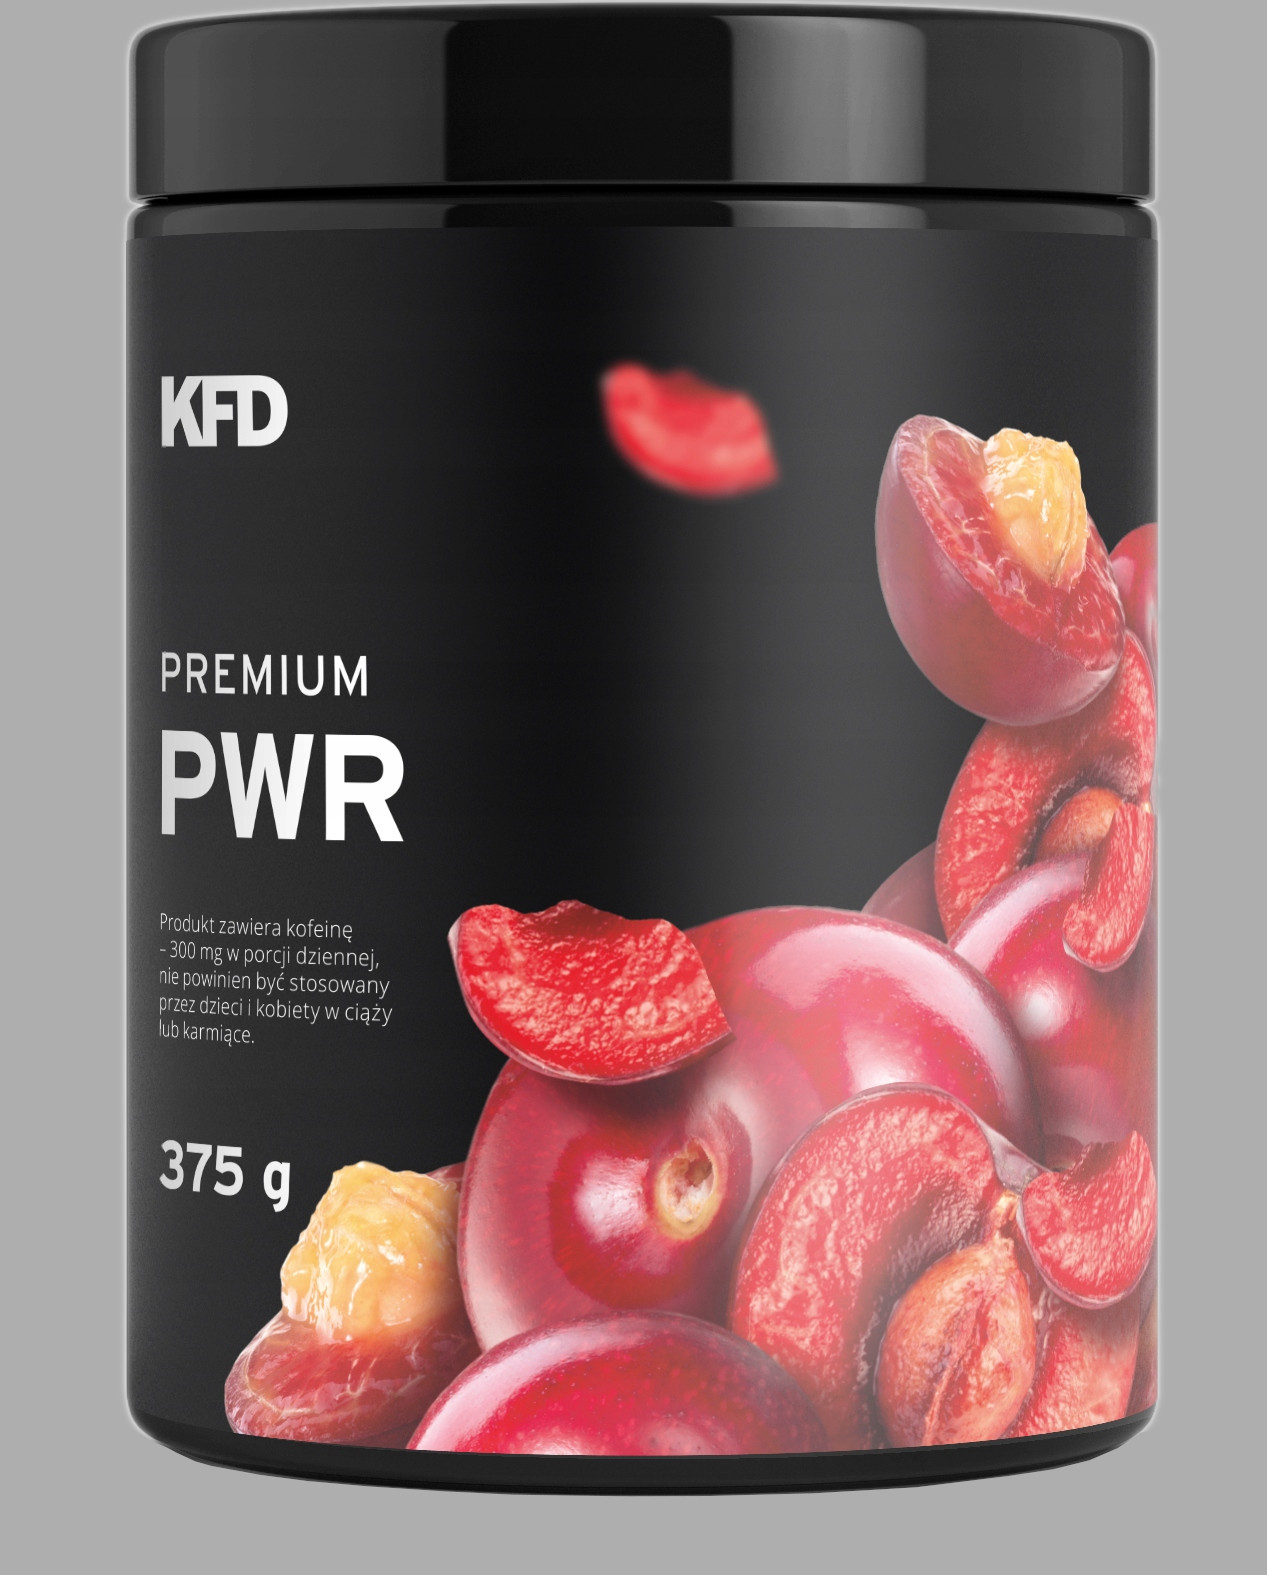 KFD
PREMIUM
PWR
Produkt zawiera kofeinę
– 300 mg w porcji dziennej,
nie powinien być stosowany
przez dzieci i kobiety w ciąży
lub karmiące.
375 g